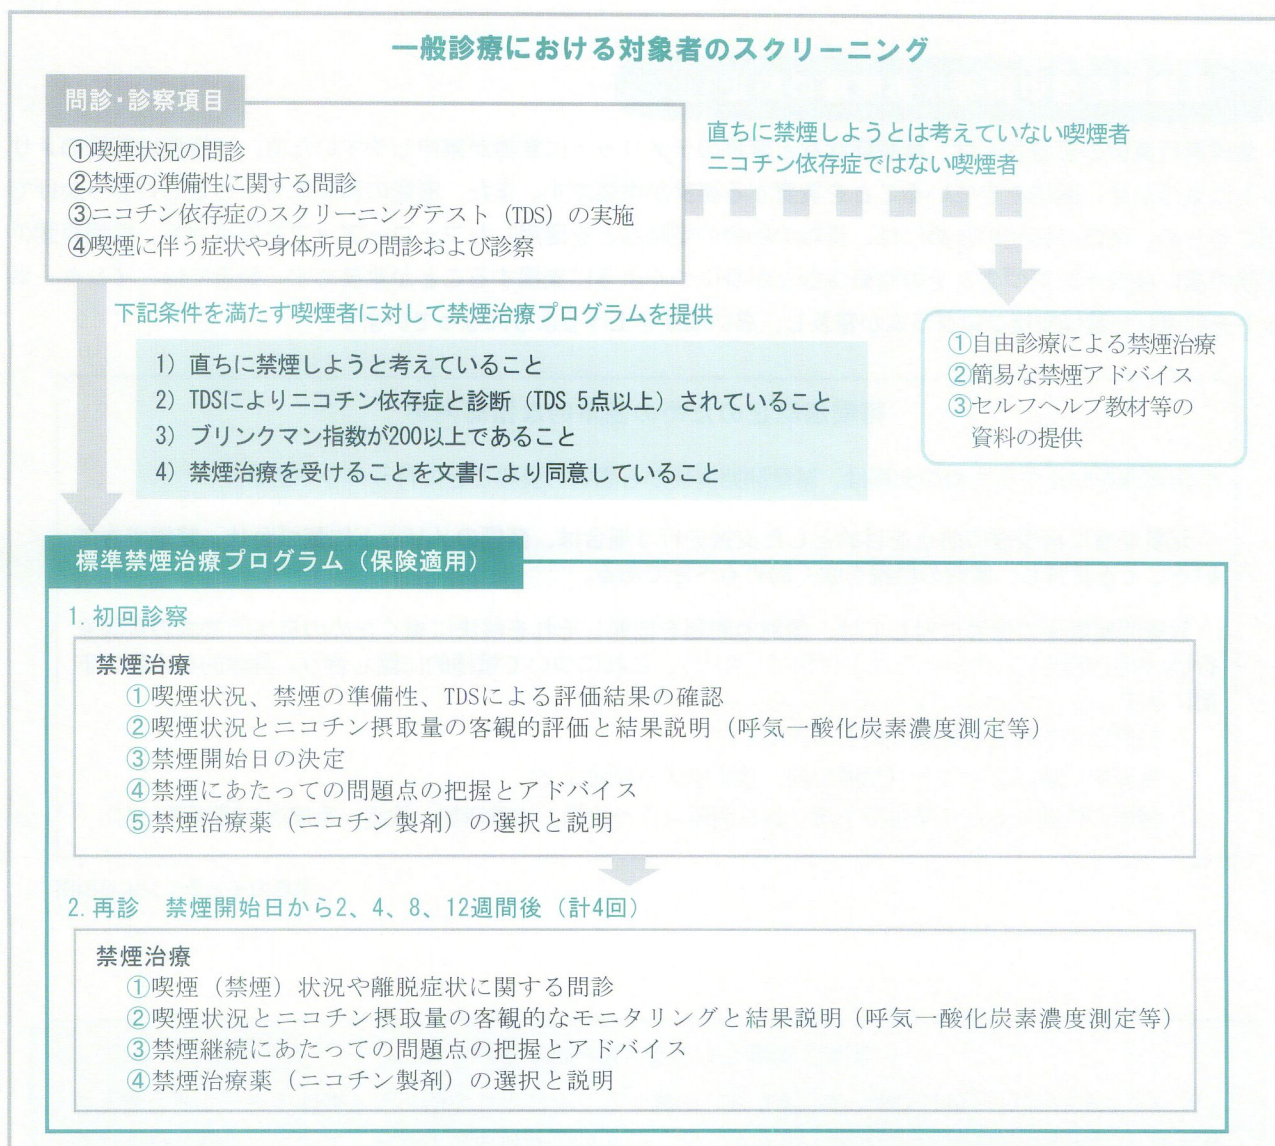 一般診療における対象者のスクリーニング
問診・診察項目
①喫煙状況の問診
②禁煙の準備性に関する問診
③ニコチン依存症のスクリーニングテスト（TDS）の実施
④喫煙に伴う症状や身体所見の問診および診察
直ちに禁煙しようとは考えていない喫煙者
ニコチン依存症ではない喫煙者
①自由診療による禁煙治療
②簡易な禁煙アドバイス
③セルフヘルプ教材等の
資料の提供
下記条件を満たす喫煙者に対して禁煙治療プログラムを提供
1）直ちに禁煙しようと考えていること
2）TDSによりニコチン依存症と診断（TDS 5点以上）されていること
3）ブリンクマン指数が200以上であること
4）禁煙治療を受けることを文書により同意していること
標準禁煙治療プログラム（保険適用）
1. 初回診察
禁煙治療
①喫煙状況、禁煙の準備性、TDSによる評価結果の確認
②喫煙状況とニコチン摂取量の客観的評価と結果説明（呼気一酸化炭素濃度測定等）
③禁煙開始日の決定
④禁煙にあたっての問題点の把握とアドバイス
⑤禁煙治療薬（ニコチン製剤）の選択と説明
2. 再診　禁煙開始日から2、4、8、12週間後（計4回）
禁煙治療
①喫煙（禁煙）状況や離脱症状に関する問診
②喫煙状況とニコチン摂取量の客観的なモニタリングと結果説明（呼気一酸化炭素濃度測定等）
③禁煙継続にあたっての問題点の把握とアドバイス
④禁煙治療薬（ニコチン製剤）の選択と説明